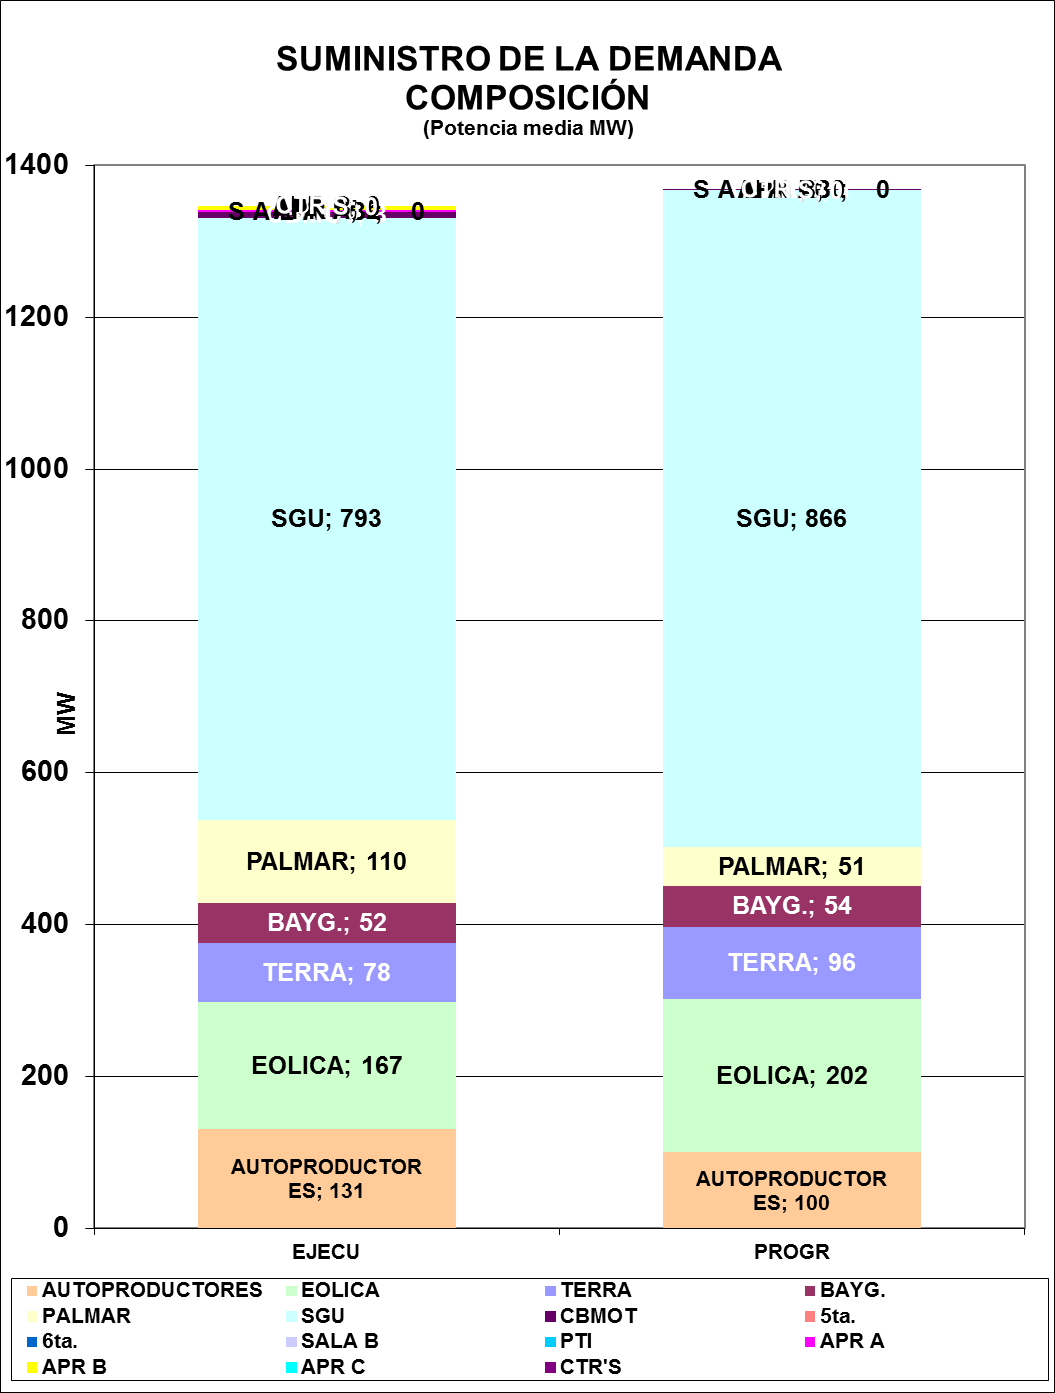 SUMINISTRO DE LA DEMANDA
COMPOSICIÓN
(Potencia media MW)
1400
1200
1000
800
600
400
200
0
MW
SGU; 793
PALMAR; 110
BAYG.; 52
TERRA; 78
EOLICA; 167
AUTOPRODUCTOR
ES; 131
SGU; 866
PALMAR; 51
BAYG.; 54
TERRA; 96
EOLICA; 202
AUTOPRODUCTOR
ES; 100
EJECU PROGR
AUTOPRODUCTORES EOLICA TERRA BAYG.
PALMAR SGU CBMOT 5ta.
6ta. SALA B PTI APR A
APR B APR C CTR'S